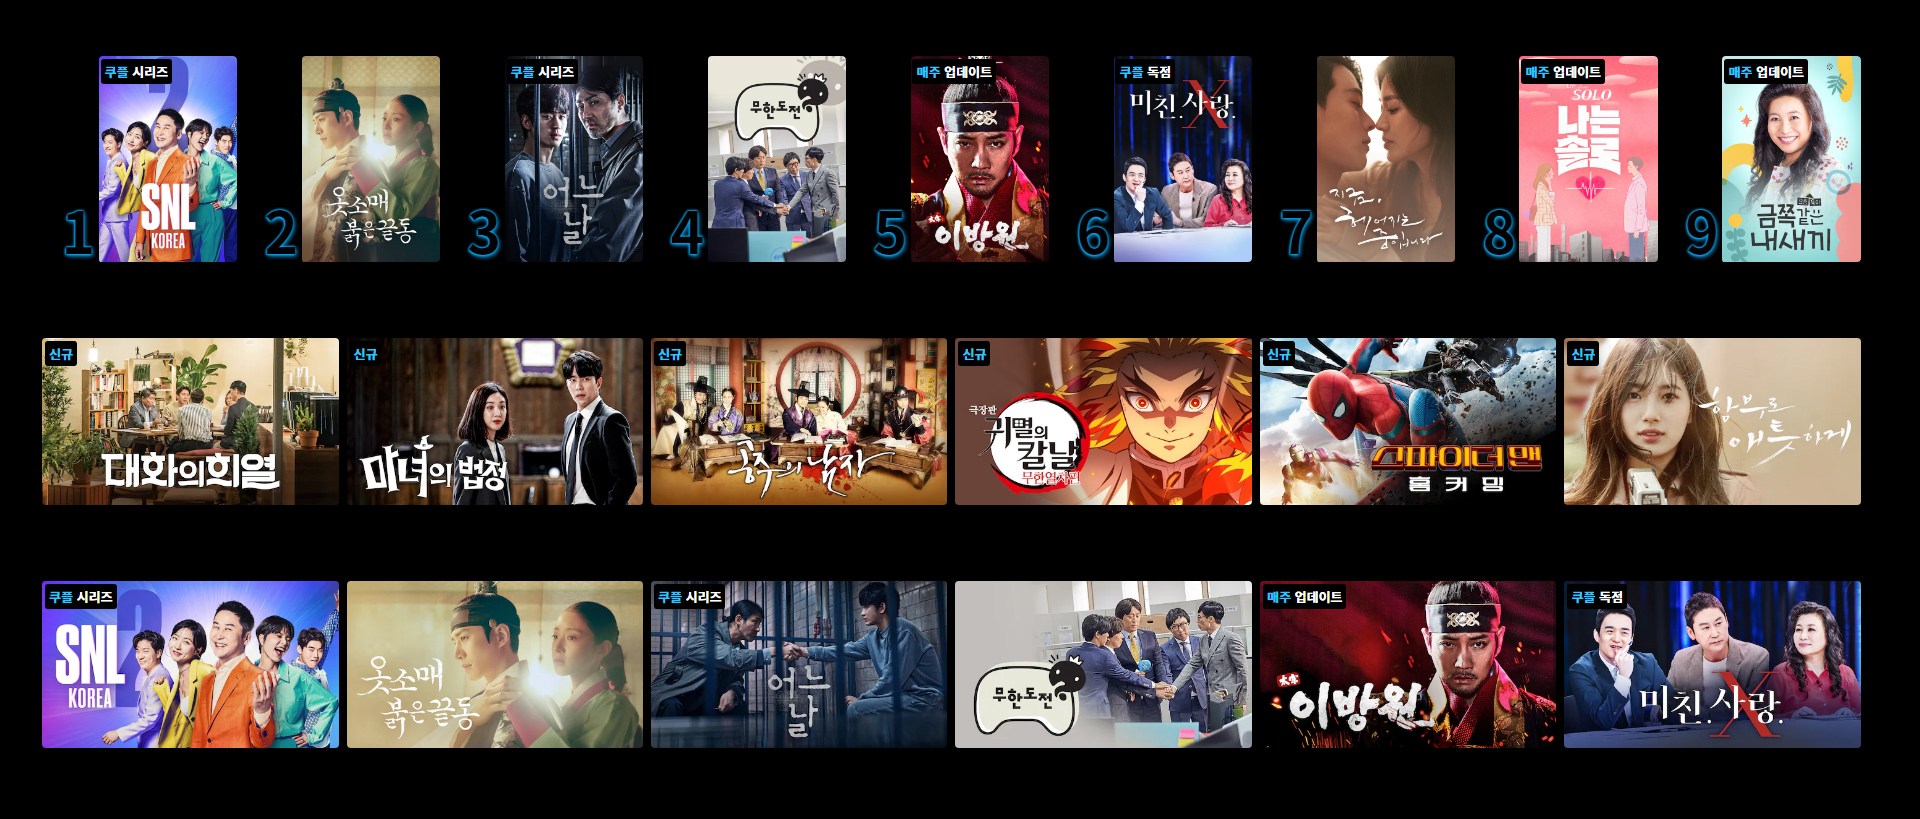 쿠플 시리즈
SNL
KOREA
1
옷소매
붉은 끝동
2
쿠플 시리즈
어느
날
3
무한도전
4
매주 업데이트
이방원
5
쿠플 독점
미친.사랑.
X
6
지금,
헤어지는
중입니다
7
매주 업데이트
SOLO
나는
솔로
8
매주 업데이트
금쪽같은
내새끼
9
신규
대화의희열
신규
마녀의 법정
신규
공주의 남자
신규
극장판
귀멸의
칼날
무한열차편
신규
스파이더맨
홈커밍
신규
함부로
애틋하게
쿠플 시리즈
SNL
KOREA
옷소매
붉은 끝동
쿠플 시리즈
어느
날
무한도전
매주 업데이트
이방원
쿠플 독점
미친.사랑.
X